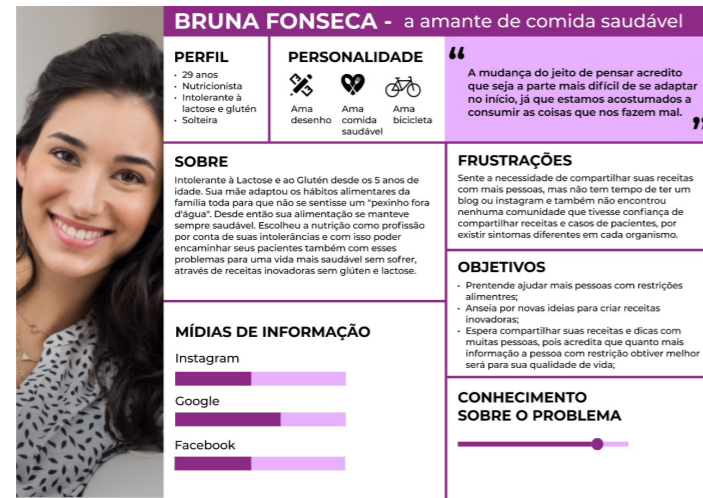 BRUNA FONSECA - a amante de comida saudável
PERFIL
· 29 anos
· Nutricionista
· Intolerante à
lactose e glutén
· Solteira
PERSONALIDADE
Ama
desenho
Ama
comida
saudável
Ama
bicicleta
“
A mudança do jeito de pensar acredito
que seja a parte mais difícil de se adaptar
no início, já que estamos acostumados a
consumir as coisas que nos fazem mal.
”
SOBRE
Intolerante à Lactose e ao Glutén desde os 5 anos de
idade. Sua mãe adaptou os hábitos alimentares da
família toda para que não se sentisse um "pexinho fora
d'água". Desde então sua alimentação se manteve
sempre saudável. Escolheu a nutrição como profissão
por conta de suas intolerâncias e com isso poder
encaminhar seus pacientes também com esses
problemas para uma vida mais saudável sem sofrer,
através de receitas inovadoras sem glúten e lactose.
MÍDIAS DE INFORMAÇÃO
Instagram
Google
Facebook
FRUSTRAÇÕES
Sente a necessidade de compartilhar suas receitas
com mais pessoas, mas não tem tempo de ter um
blog ou instagram e também não encontrou
nenhuma comunidade que tivesse confiança de
compartilhar receitas e casos de pacientes, por
existir sintomas diferentes em cada organismo.
OBJETIVOS
· Prentende ajudar mais pessoas com restrições
alimentres;
· Anseia por novas ideias para criar receitas
inovadoras;
· Espera compartilhar suas receitas e dicas com
muitas pessoas, pois acredita que quanto mais
informação a pessoa com restrição obtiver melhor
será para sua qualidade de vida;
CONHECIMENTO
SOBRE O PROBLEMA